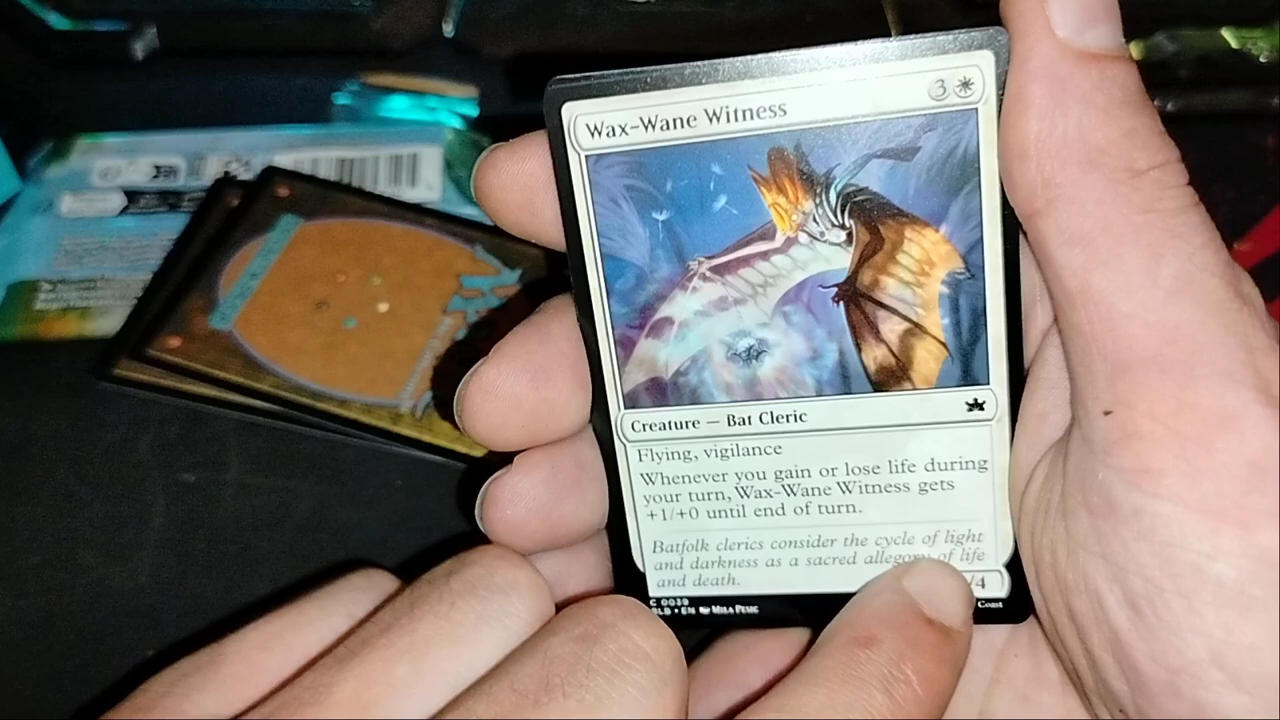 Wax-Wane Witness
3
Creature — Bat Cleric
Flying, vigilance
Whenever you gain or lose life during
your turn, Wax-Wane Witness gets
+1/+0 until end of turn.
Batfolk clerics consider the cycle of light
and darkness as a sacred allegory of life
and death.
/4
C 0039
BLB • EN Mila Pesic
Coast